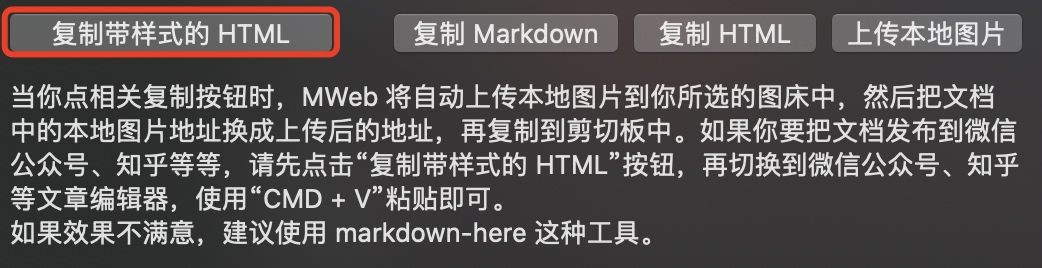 复制带样式的 HTML 复制 Markdown 复制 HTML 上传本地图片
当你点相关复制按钮时，MWeb 将自动上传本地图片到你所选的图床中，然后把文档
中的本地图片地址换成上传后的地址，再复制到剪切板中。如果你要把文档发布到微信
公众号、知乎等等，请先点击“复制带样式的 HTML”按钮，再切换到微信公众号、知乎
等文章编辑器，使用“CMD + V”粘贴即可。
如果效果不满意，建议使用 markdown-here 这种工具。